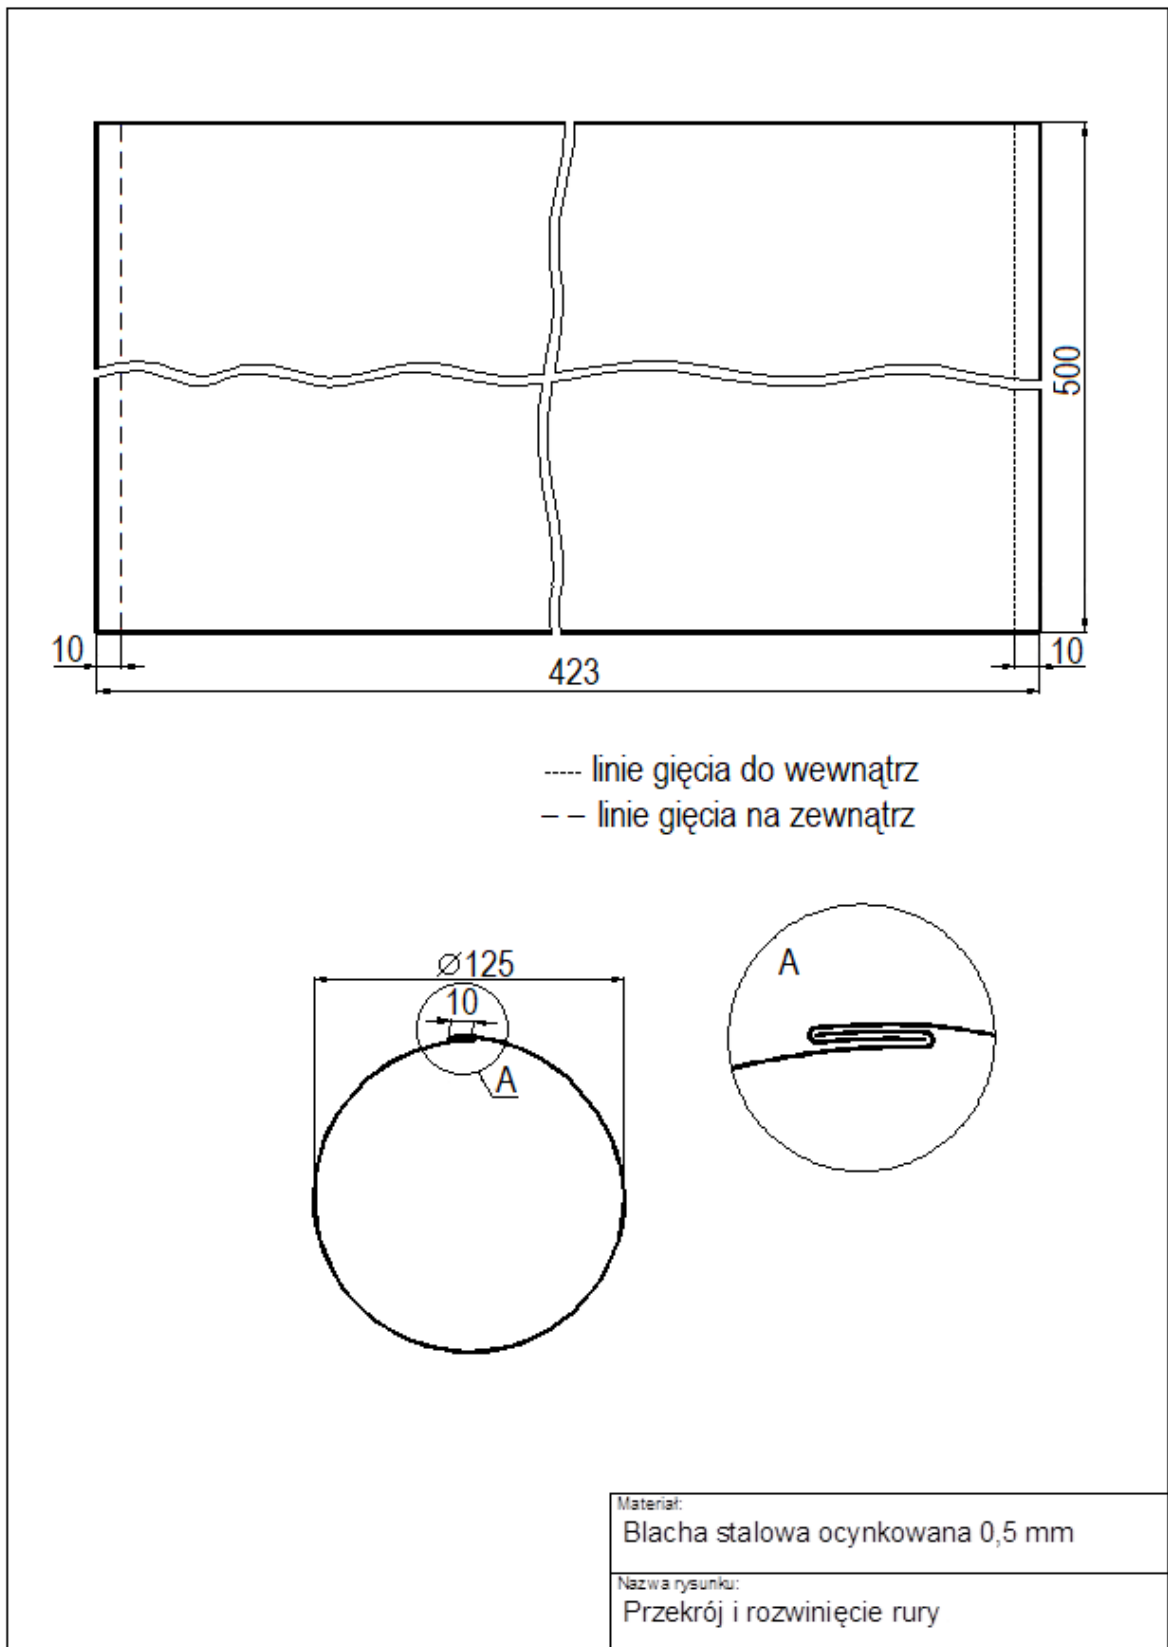 500
10
10
423
----- linie gięcia do wewnątrz
– – linie gięcia na zewnątrz
A
⌀125
10
A
Materiał:
Blacha stalowa ocynkowana 0,5 mm
Nazwa rysunku:
Przekrój i rozwinięcie rury